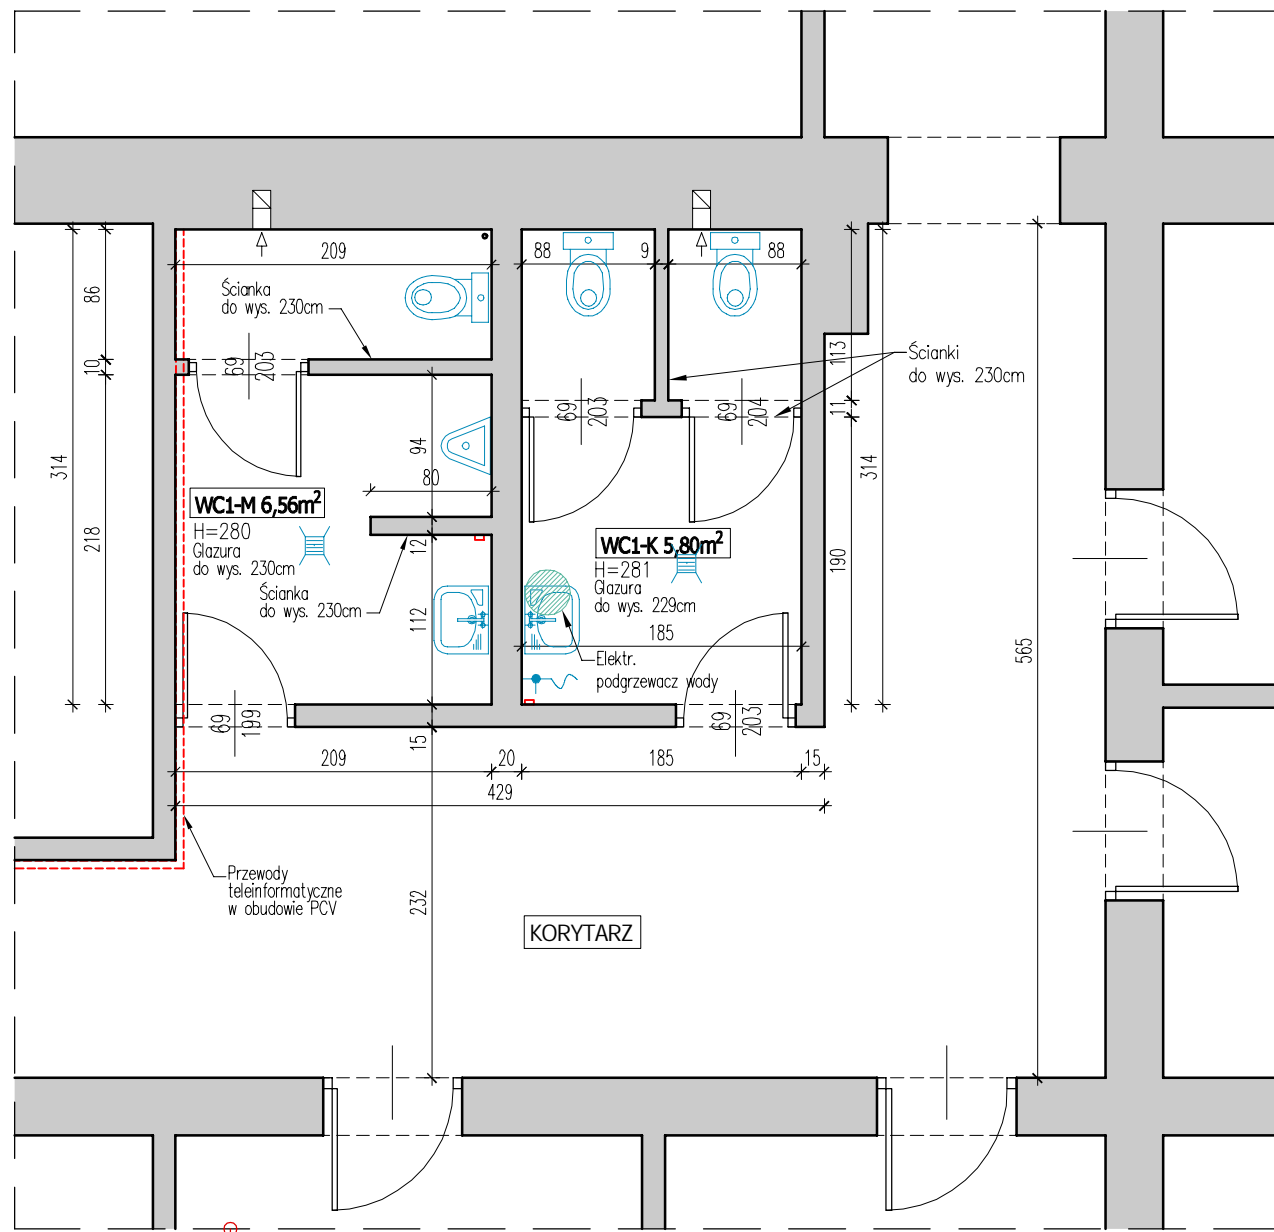 209
88
9
88
86
Ścianka
do wys. 230cm
10
69
203
113
Ścianki
do wys. 230cm
11
69
203
69
204
314
94
80
314
WC1-M 6,56m²
H=280
Glazura
do wys. 230cm
218
12
WC1-K 5,80m²
H=281
Glazura
do wys. 229cm
190
Ścianka
do wys. 230cm
112
185
565
Elektr.
podgrzewacz wody
69
199
69
203
15
209
20
185
15
429
Przewody
teleinformatyczne
w obudowie PCV
232
KORYTARZ